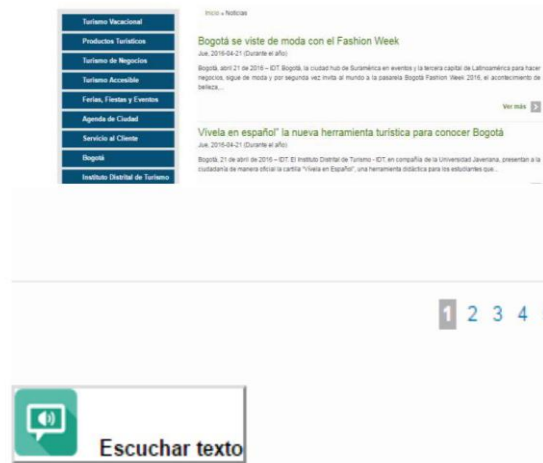 Turismo Vacacional
Productos Turísticos
Turismo de Negocios
Turismo Accesible
Ferias, Fiestas y Eventos
Agenda de Ciudad
Servicio al Cliente
Bogotá
Instituto Distrital de Turismo
Inicio » Noticias
Bogotá se viste de moda con el Fashion Week
Jue, 2016-04-21 (Durante el año)
Bogotá, abril 21 de 2016 – IDT. Bogotá, la ciudad hub de Suramérica en eventos y la tercera capital de Latinoamérica para hacer
negocios, sigue de moda y por segunda vez invita al mundo a la pasarela Bogotá Fashion Week 2016, el acontecimiento de
belleza,...
Ver más
Vívela en español" la nueva herramienta turística para conocer Bogotá
Jue, 2016-04-21 (Durante el año)
Bogotá, 21 de abril de 2016 – IDT. El Instituto Distrital de Turismo - IDT, en compañía de la Universidad Javeriana, presentan a la
ciudadanía de manera oficial la cartilla "Vívela en Español", una herramienta didáctica para los estudiantes que...
1 2 3 4
Escuchar texto